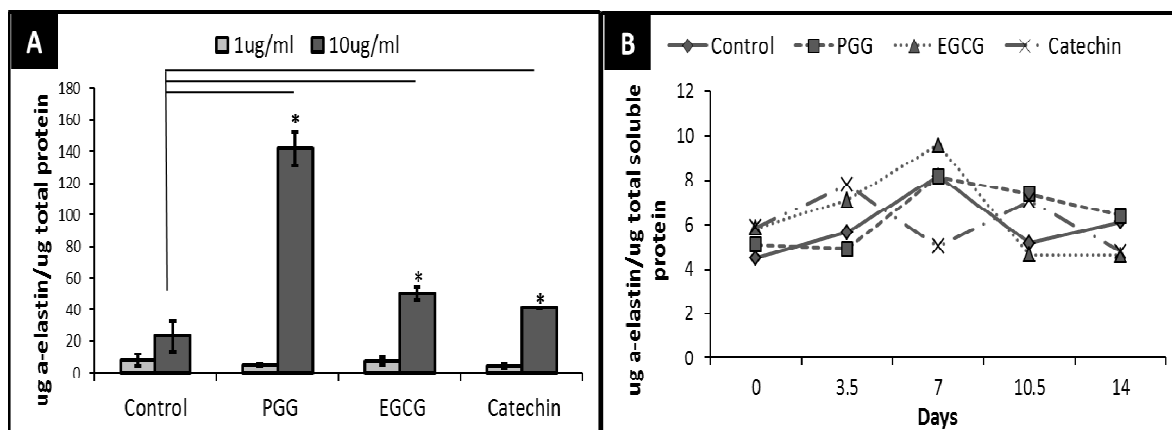 A
1ug/ml 10ug/ml
ug a-elastin/ug total protein
180
160
140
120
100
80
60
40
20
0
*
*
*
Control PGG EGCG Catechin
B
Control PGG EGCG Catechin
ug a-elastin/ug total soluble
protein
12
10
8
6
4
2
0
0 3.5 7 10.5 14
Days